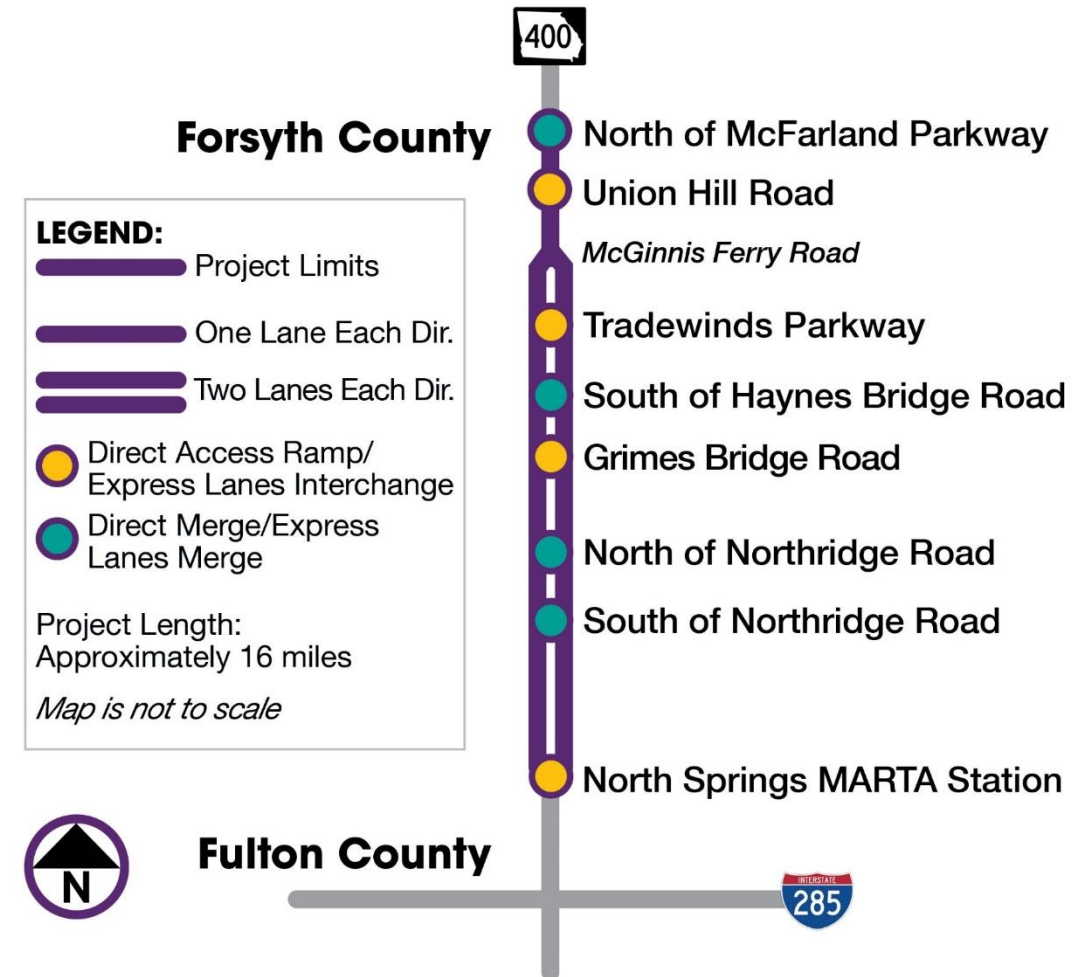 400
Forsyth County
North of McFarland Parkway
Union Hill Road
McGinnis Ferry Road
Tradewinds Parkway
South of Haynes Bridge Road
Grimes Bridge Road
North of Northridge Road
South of Northridge Road
North Springs MARTA Station
LEGEND:
Project Limits
One Lane Each Dir.
Two Lanes Each Dir.
Direct Access Ramp/
Express Lanes Interchange
Direct Merge/Express
Lanes Merge
Project Length:
Approximately 16 miles
Map is not to scale
N
Fulton County
INTERSTATE
285